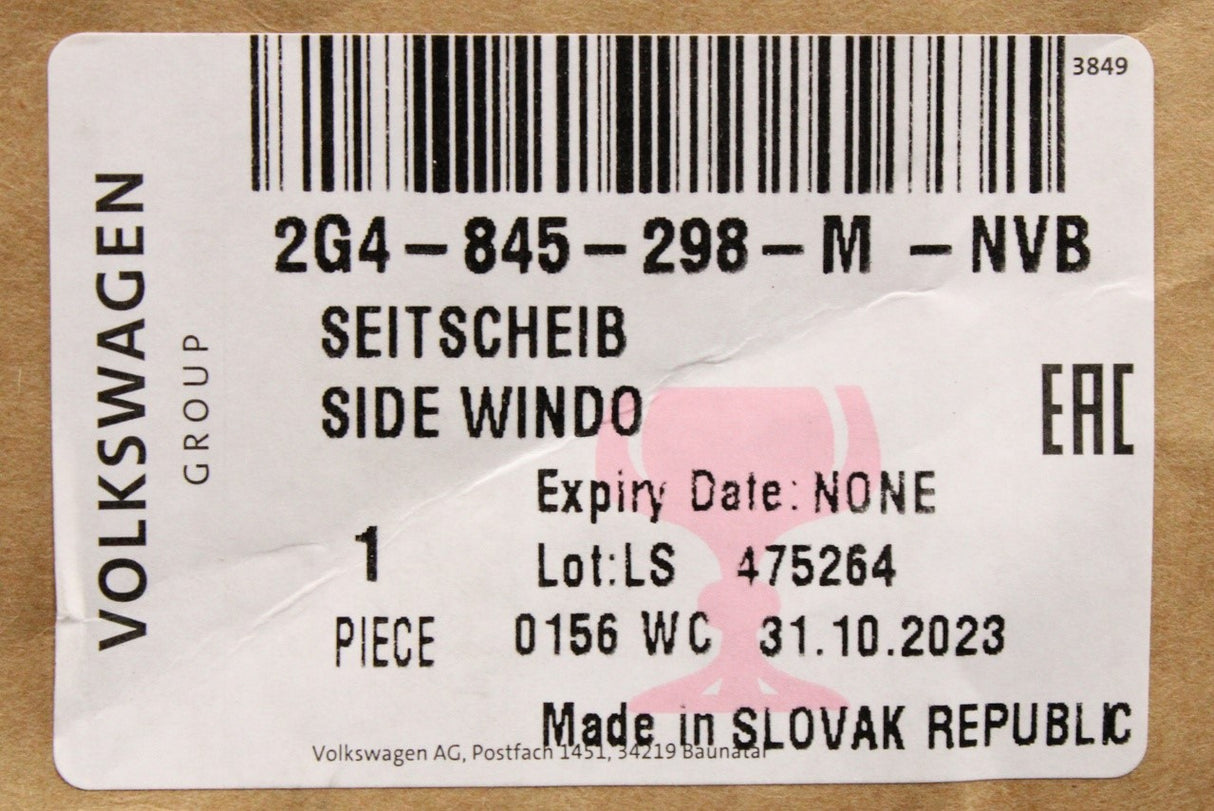 3849
VOLKSWAGEN
GROUP
2G4-845-298-M -NVB
SEITSCHEIB
SIDE WINDO
EAC
Expiry Date: NONE
1
Lot:LS 475264
PIECE
0156 WC 31.10.2023
Made in SLOVAK REPUBLIC
Volkswagen AG, Postfach 1451, 34219 Baunatal